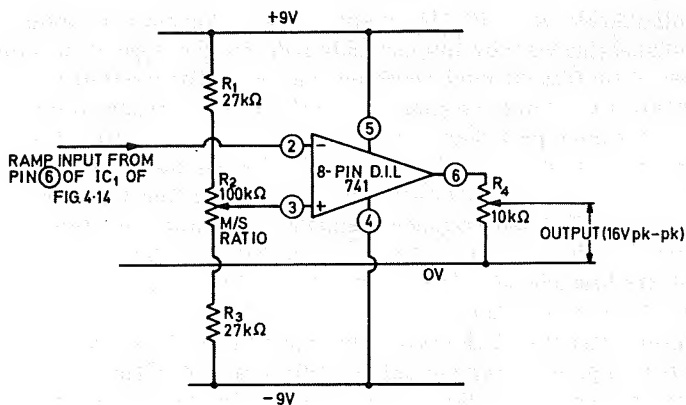 +9V
R1
27kΩ
RAMP INPUT FROM
PIN 6 OF IC1 OF
FIG 4·14
2
−
5
8-PIN D.I.L
741
6
R2
100kΩ
M/S
RATIO
3
+
4
R4
10kΩ
OUTPUT (16V pk-pk)
0V
R3
27kΩ
−9V